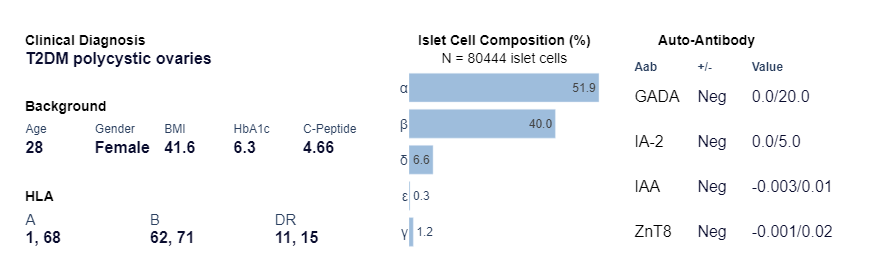 Clinical Diagnosis
T2DM polycystic ovaries
Background
Age Gender BMI HbA1c C-Peptide
28 Female 41.6 6.3 4.66
HLA
A B DR
1, 68 62, 71 11, 15
Islet Cell Composition (%)
N = 80444 islet cells
α 51.9
β 40.0
δ 6.6
ε 0.3
γ 1.2
Auto-Antibody
Aab +/- Value
GADA Neg 0.0/20.0
IA-2 Neg 0.0/5.0
IAA Neg -0.003/0.01
ZnT8 Neg -0.001/0.02